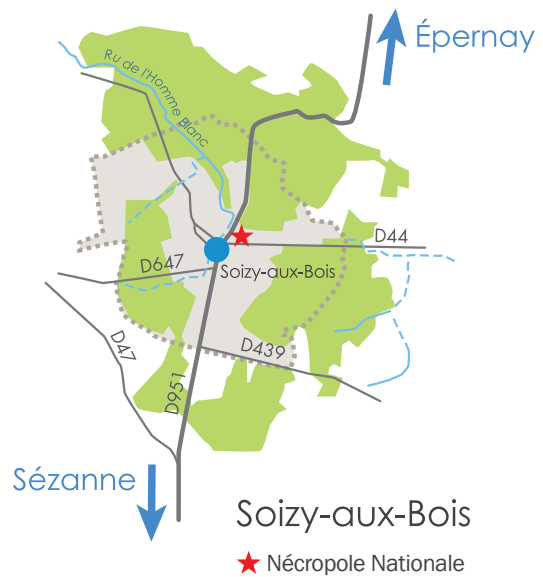 Épernay
Ru de l'Homme Blanc
D44
D647
Soizy-aux-Bois
D47
D439
D951
Sézanne
Soizy-aux-Bois
Nécropole Nationale